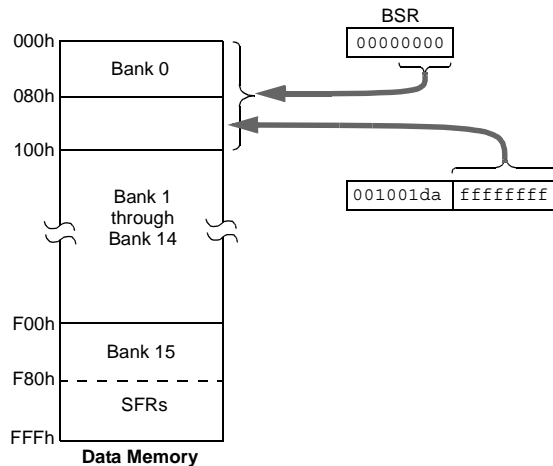 BSR
000h
00000000
Bank 0
080h
100h
001001da ffffffff
Bank 1
through
Bank 14
F00h
Bank 15
F80h
SFRs
FFFh
Data Memory